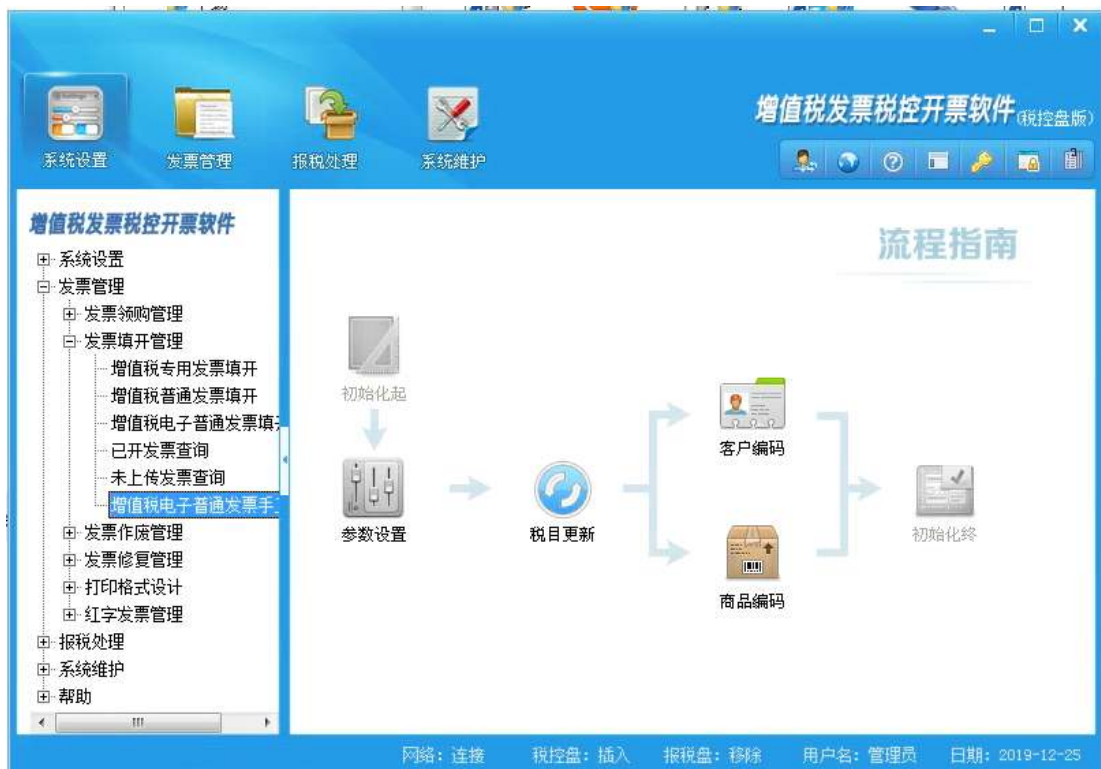 系统设置
发票管理
报税处理
系统维护
增值税发票税控开票软件(税控盘版)
增值税发票税控开票软件
系统设置
发票管理
发票领购管理
发票填开管理
增值税专用发票填开
增值税普通发票填开
增值税电子普通发票填
已开发票查询
未上传发票查询
增值税电子普通发票手
发票作废管理
发票修复管理
打印格式设计
红字发票管理
报税处理
系统维护
帮助
流程指南
初始化起
参数设置
税目更新
客户编码
商品编码
初始化终
网络：连接 税控盘：插入 报税盘：移除 用户名：管理员 日期：2019-12-25